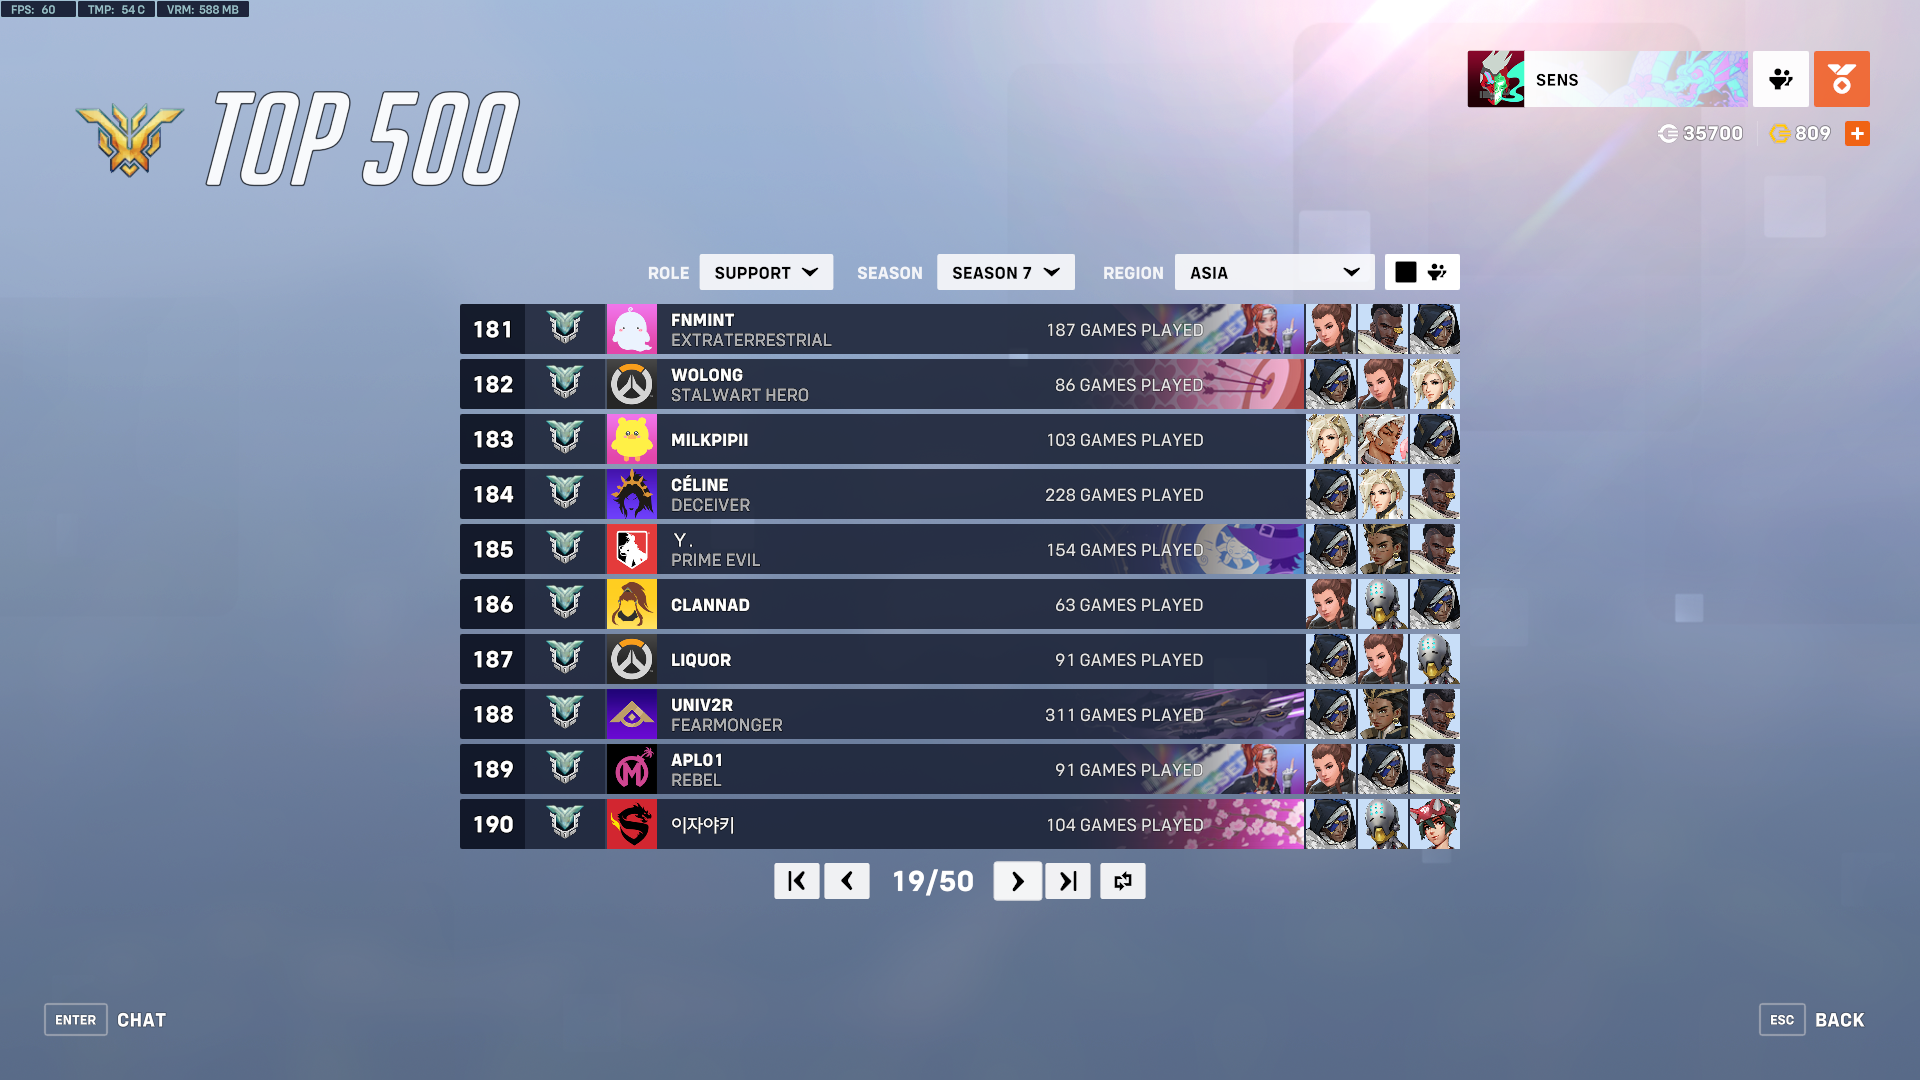 FPS: 60 TMP: 54 C VRM: 588 MB
TOP 500
SENS
35700 809
ROLE SUPPORT SEASON SEASON 7 REGION ASIA
181 FNMINT 187 GAMES PLAYED
EXTRATERRESTRIAL
182 WOLONG 86 GAMES PLAYED
STALWART HERO
183 MILKPIPII 103 GAMES PLAYED
184 CÉLINE 228 GAMES PLAYED
DECEIVER
185 Y. 154 GAMES PLAYED
PRIME EVIL
186 CLANNAD 63 GAMES PLAYED
187 LIQUOR 91 GAMES PLAYED
188 UNIV2R 311 GAMES PLAYED
FEARMONGER
189 APLO1 91 GAMES PLAYED
REBEL
190 이자야키 104 GAMES PLAYED
19/50
ENTER CHAT
ESC BACK